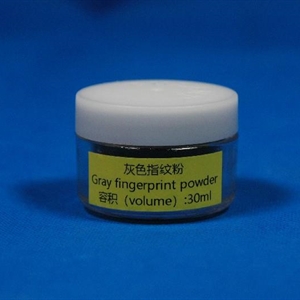 灰色指纹粉
Gray fingerprint powder
容积（volume）:30ml